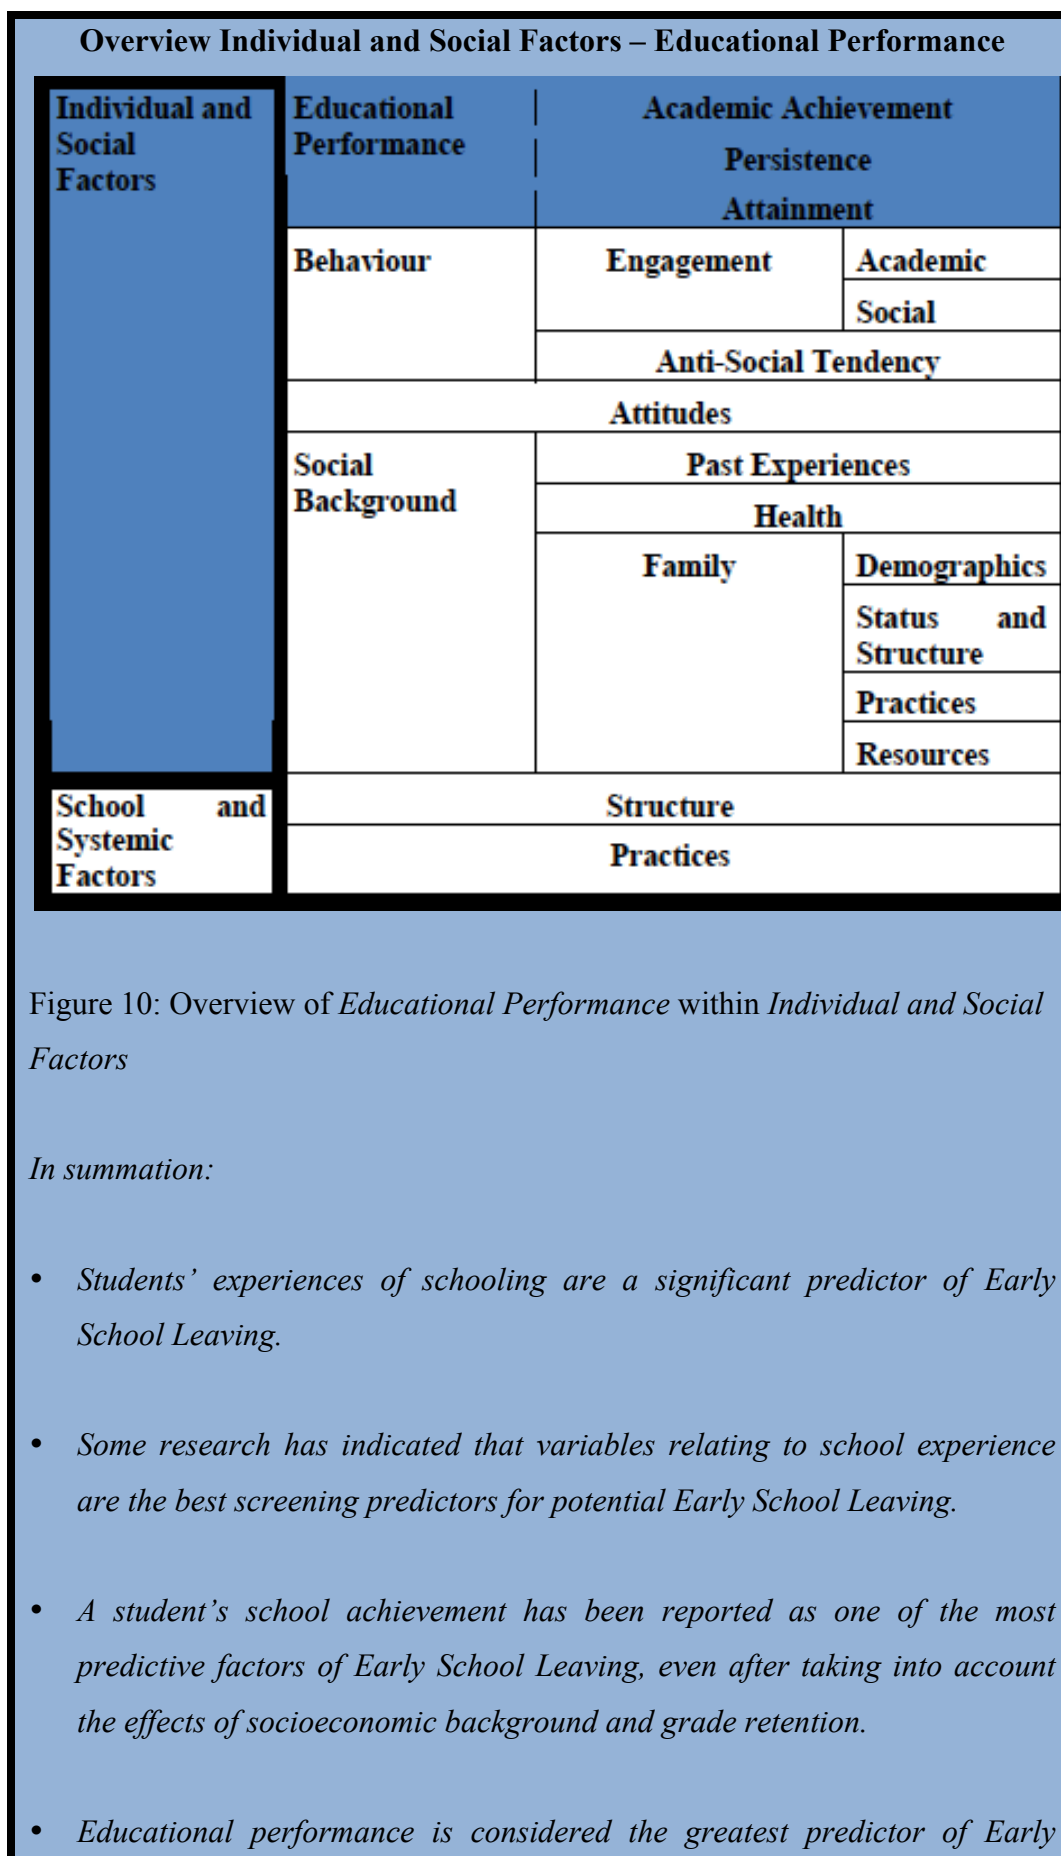 Overview Individual and Social Factors – Educational Performance
Individual and
Social
Factors
Educational
Performance
Academic Achievement
Persistence
Attainment
Behaviour
Engagement
Academic
Social
Anti-Social Tendency
Attitudes
Social
Background
Past Experiences
Health
Family
Demographics
Status and
Structure
Practices
Resources
School and
Systemic
Factors
Structure
Practices
Figure 10: Overview of Educational Performance within Individual and Social
Factors
In summation:
• Students’ experiences of schooling are a significant predictor of Early
School Leaving.
• Some research has indicated that variables relating to school experience
are the best screening predictors for potential Early School Leaving.
• A student’s school achievement has been reported as one of the most
predictive factors of Early School Leaving, even after taking into account
the effects of socioeconomic background and grade retention.
• Educational performance is considered the greatest predictor of Early